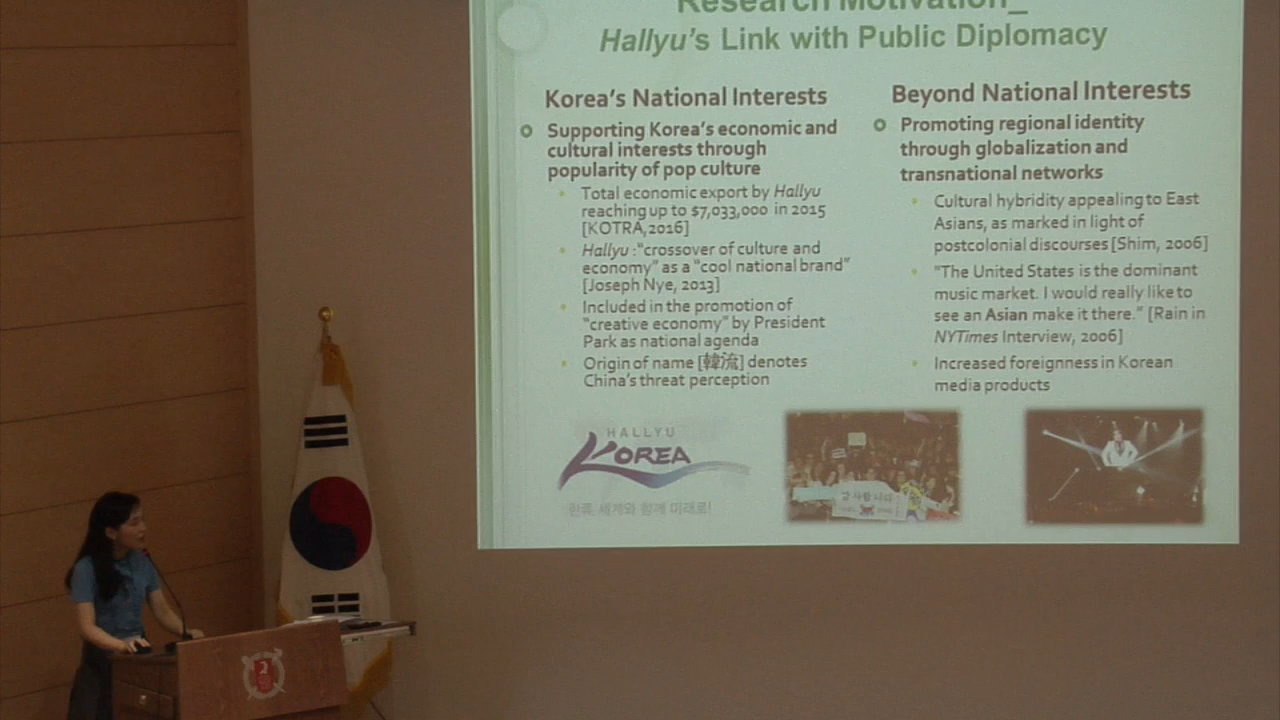 Research Motivation_
Hallyu's Link with Public Diplomacy
Korea's National Interests
Supporting Korea's economic and
cultural interests through
popularity of pop culture
Total economic export by Hallyu
reaching up to $7,033,000 in 2015
[KOTRA,2016]
Hallyu :"crossover of culture and
economy" as a "cool national brand"
[Joseph Nye, 2013]
Included in the promotion of
"creative economy" by President
Park as national agenda
Origin of name [韓流] denotes
China's threat perception
Beyond National Interests
Promoting regional identity
through globalization and
transnational networks
Cultural hybridity appealing to East
Asians, as marked in light of
postcolonial discourses [Shim, 2006]
"The United States is the dominant
music market. I would really like to
see an Asian make it there." [Rain in
NYTimes Interview, 2006]
Increased foreignness in Korean
media products
HALLYU
KOREA
한류, 세계와 함께 미래로!